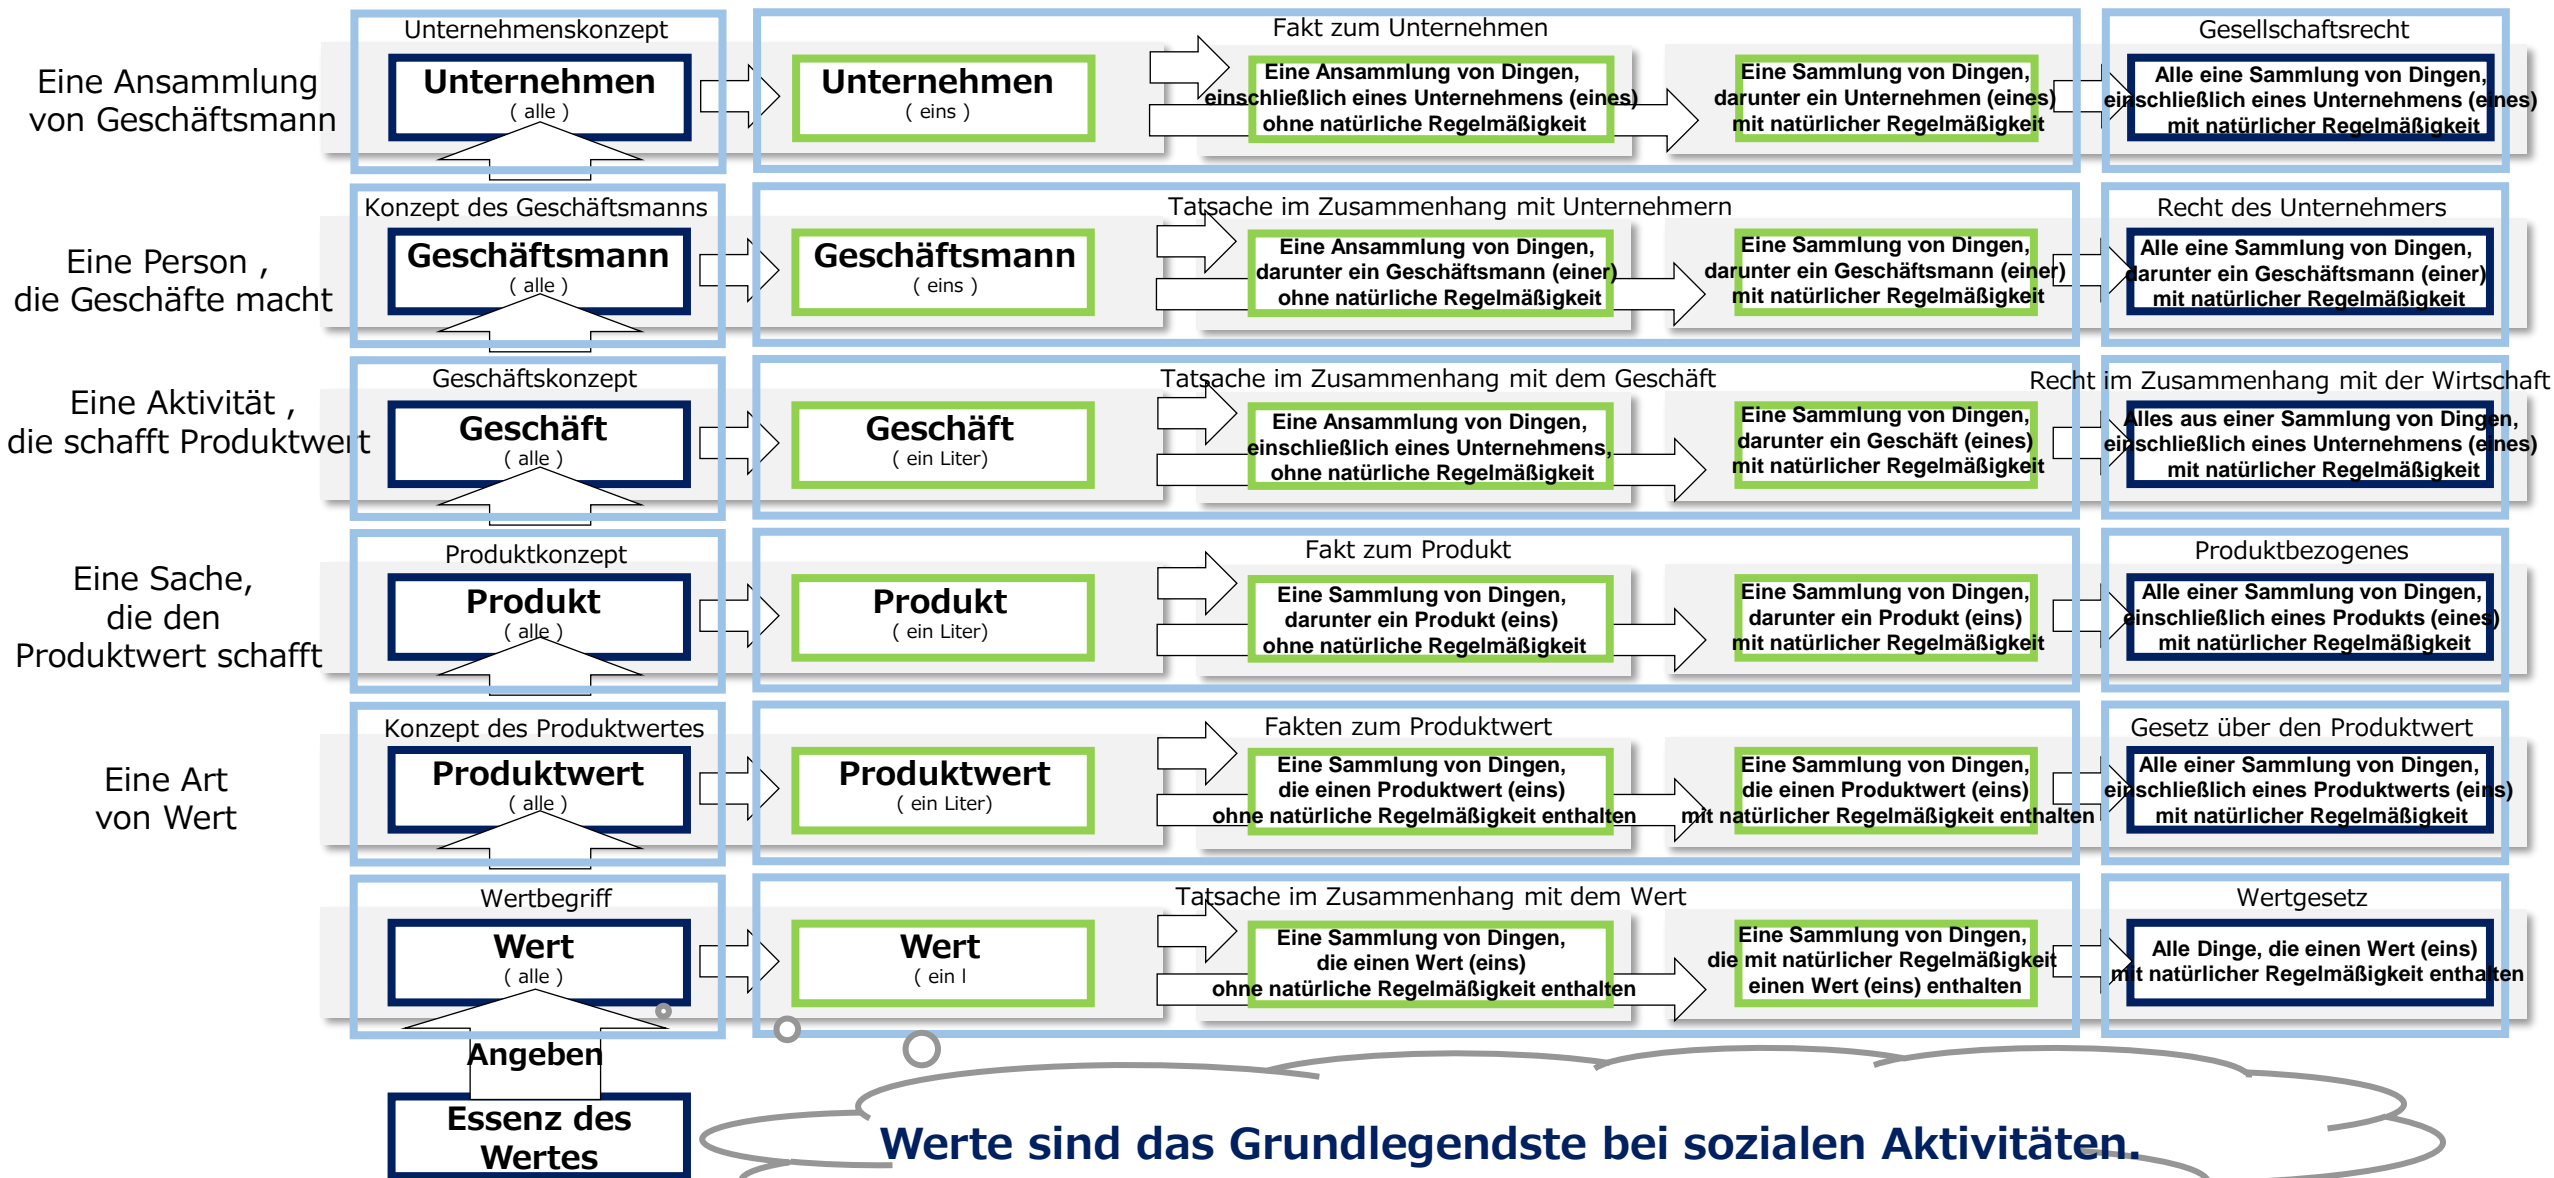 Unternehmenskonzept
Fakt zum Unternehmen
Gesellschaftsrecht
Eine Ansammlung
von Geschäftsmann
Unternehmen
( alle )
Unternehmen
( eins )
Eine Ansammlung von Dingen,
einschließlich eines Unternehmens (eines)
ohne natürliche Regelmäßigkeit
Eine Sammlung von Dingen,
darunter ein Unternehmen (eines)
mit natürlicher Regelmäßigkeit
Alle eine Sammlung von Dingen,
einschließlich eines Unternehmens (eines)
mit natürlicher Regelmäßigkeit
Konzept des Geschäftsmanns
Tatsache im Zusammenhang mit Unternehmern
Recht des Unternehmers
Eine Person ,
die Geschäfte macht
Geschäftsmann
( alle )
Geschäftsmann
( eins )
Eine Ansammlung von Dingen,
darunter ein Geschäftsmann (einer)
ohne natürliche Regelmäßigkeit
Eine Sammlung von Dingen,
darunter ein Geschäftsmann (einer)
mit natürlicher Regelmäßigkeit
Alle eine Sammlung von Dingen,
darunter ein Geschäftsmann (einer)
mit natürlicher Regelmäßigkeit
Geschäftskonzept
Tatsache im Zusammenhang mit dem Geschäft
Recht im Zusammenhang mit der Wirtschaft
Eine Aktivität ,
die schafft Produktwert
Geschäft
( alle )
Geschäft
( ein Liter)
Eine Ansammlung von Dingen,
einschließlich eines Unternehmens,
ohne natürliche Regelmäßigkeit
Eine Sammlung von Dingen,
darunter ein Geschäft (eines)
mit natürlicher Regelmäßigkeit
Alles aus einer Sammlung von Dingen,
einschließlich eines Unternehmens (eines)
mit natürlicher Regelmäßigkeit
Produktkonzept
Fakt zum Produkt
Produktbezogenes
Eine Sache,
die den
Produktwert schafft
Produkt
( alle )
Produkt
( ein Liter)
Eine Sammlung von Dingen,
darunter ein Produkt (eins)
ohne natürliche Regelmäßigkeit
Eine Sammlung von Dingen,
darunter ein Produkt (eins)
mit natürlicher Regelmäßigkeit
Alle einer Sammlung von Dingen,
einschließlich eines Produkts (eines)
mit natürlicher Regelmäßigkeit
Konzept des Produktwertes
Fakten zum Produktwert
Gesetz über den Produktwert
Eine Art
von Wert
Produktwert
( alle )
Produktwert
( ein Liter)
Eine Sammlung von Dingen,
die einen Produktwert (eins)
ohne natürliche Regelmäßigkeit enthalten
Eine Sammlung von Dingen,
die einen Produktwert (eins)
mit natürlicher Regelmäßigkeit enthalten
Alle einer Sammlung von Dingen,
einschließlich eines Produktwerts (eins)
mit natürlicher Regelmäßigkeit
Wertbegriff
Tatsache im Zusammenhang mit dem Wert
Wertgesetz
Wert
( alle )
Wert
( ein l
Eine Sammlung von Dingen,
die einen Wert (eins)
ohne natürliche Regelmäßigkeit enthalten
Eine Sammlung von Dingen,
die mit natürlicher Regelmäßigkeit
einen Wert (eins) enthalten
Alle Dinge, die einen Wert (eins)
mit natürlicher Regelmäßigkeit enthalten
Angeben
Essenz des
Wertes
Werte sind das Grundlegendste bei sozialen Aktivitäten.